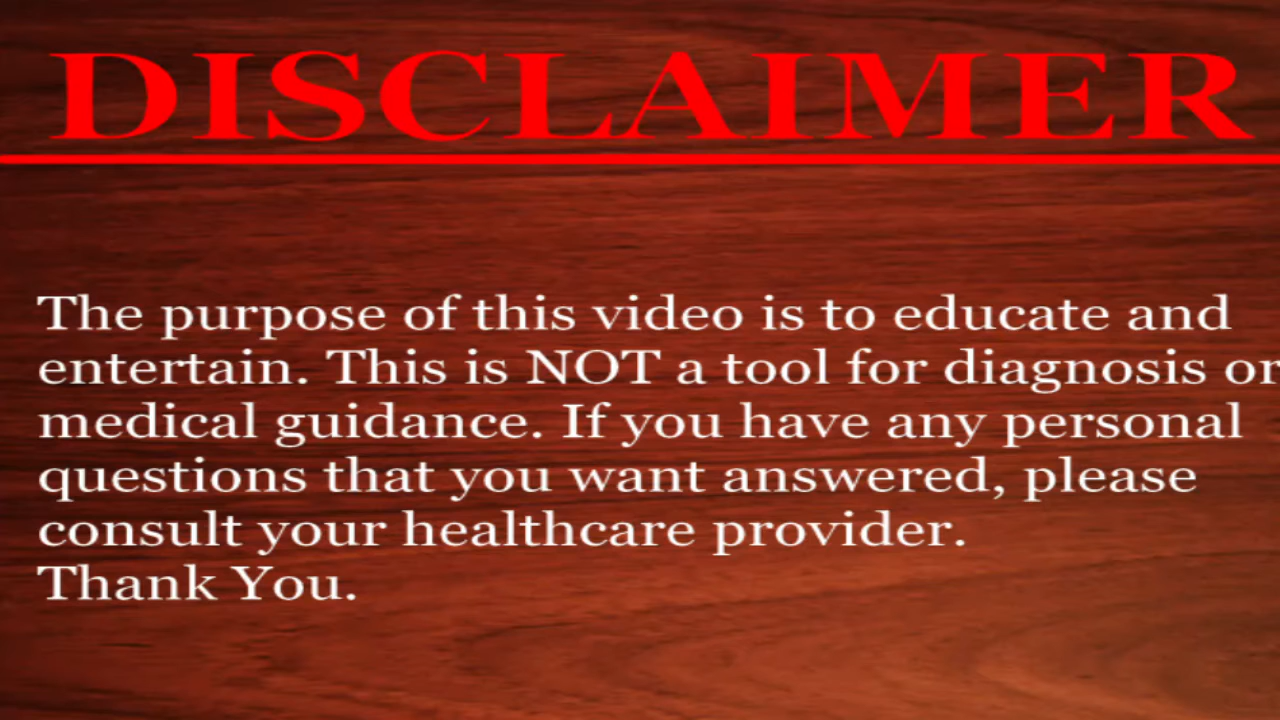 DISCLAIMER
The purpose of this video is to educate and
entertain. This is NOT a tool for diagnosis or
medical guidance. If you have any personal
questions that you want answered, please
consult your healthcare provider.
Thank You.